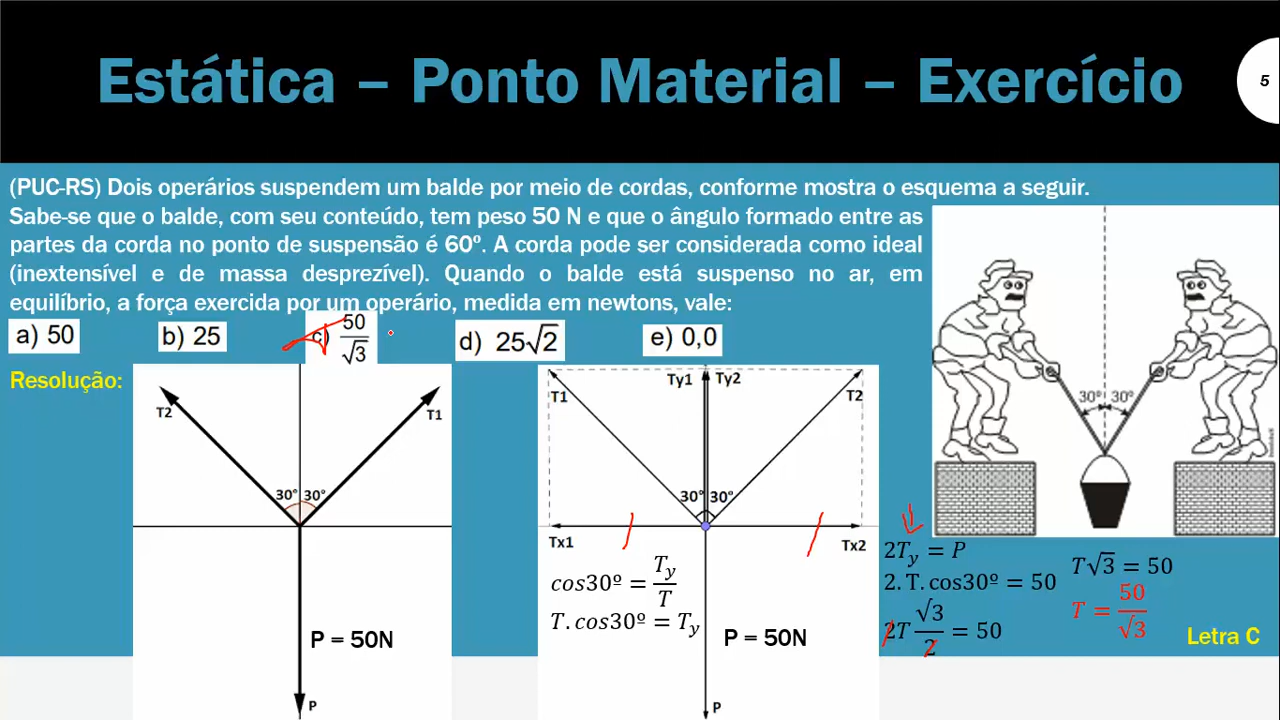 Estática – Ponto Material – Exercício
5
(PUC-RS) Dois operários suspendem um balde por meio de cordas, conforme mostra o esquema a seguir.
Sabe-se que o balde, com seu conteúdo, tem peso 50 N e que o ângulo formado entre as
partes da corda no ponto de suspensão é 60º. A corda pode ser considerada como ideal
(inextensível e de massa desprezível). Quando o balde está suspenso no ar, em
equilíbrio, a força exercida por um operário, medida em newtons, vale:
a) 50
b) 25
c) 50/√3
d) 25√2
e) 0,0
Resolução:
T2
T1
30° 30°
P = 50N
P
Ty1 Ty2
T1
T2
30° 30°
Tx1
Tx2
cos30º = Ty/T
T.cos30º = Ty
P = 50N
P
30º 30º
2Ty = P
2.T.cos30º = 50
2T √3/2 = 50
T√3 = 50
T = 50/√3
Letra C